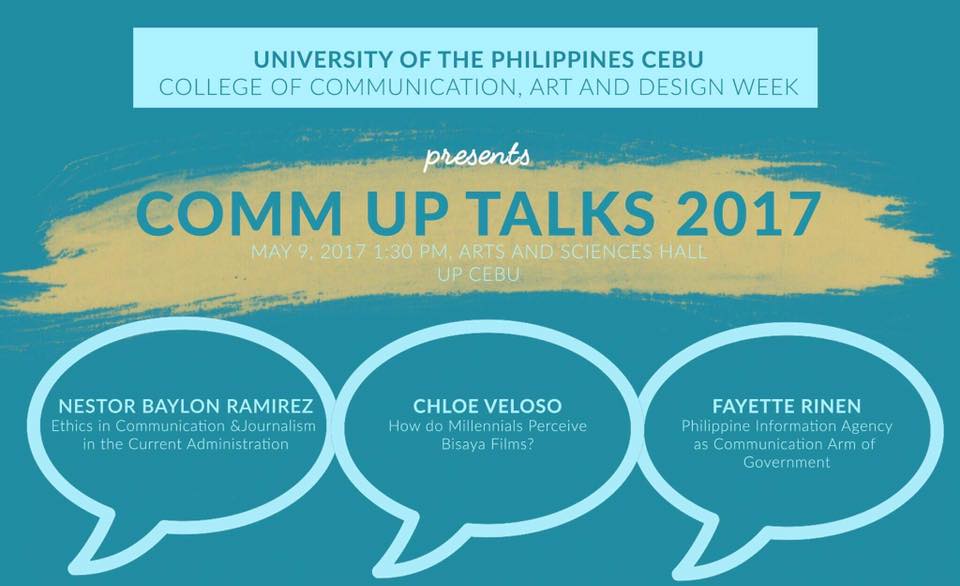 UNIVERSITY OF THE PHILIPPINES CEBU
COLLEGE OF COMMUNICATION, ART AND DESIGN WEEK
presents
COMM UP TALKS 2017
MAY 9, 2017 1:30 PM, ARTS AND SCIENCES HALL
UP CEBU
NESTOR BAYLON RAMIREZ
Ethics in Communication &Journalism
in the Current Administration
CHLOE VELOSO
How do Millennials Perceive
Bisaya Films?
FAYETTE RINEN
Philippine Information Agency
as Communication Arm of
Government